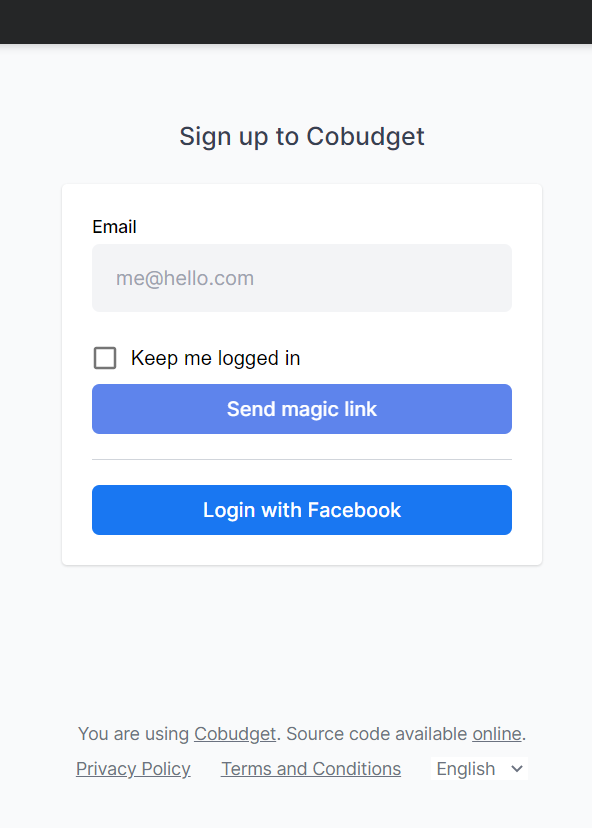 Sign up to Cobudget
Email
me@hello.com
Keep me logged in
Send magic link
Login with Facebook
You are using Cobudget. Source code available online.
Privacy Policy Terms and Conditions English